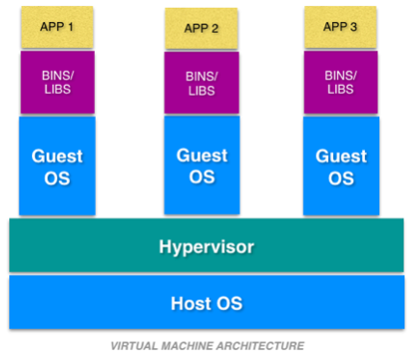 APP 1
APP 2
APP 3
BINS/
LIBS
BINS/
LIBS
BINS/
LIBS
Guest
OS
Guest
OS
Guest
OS
Hypervisor
Host OS
VIRTUAL MACHINE ARCHITECTURE